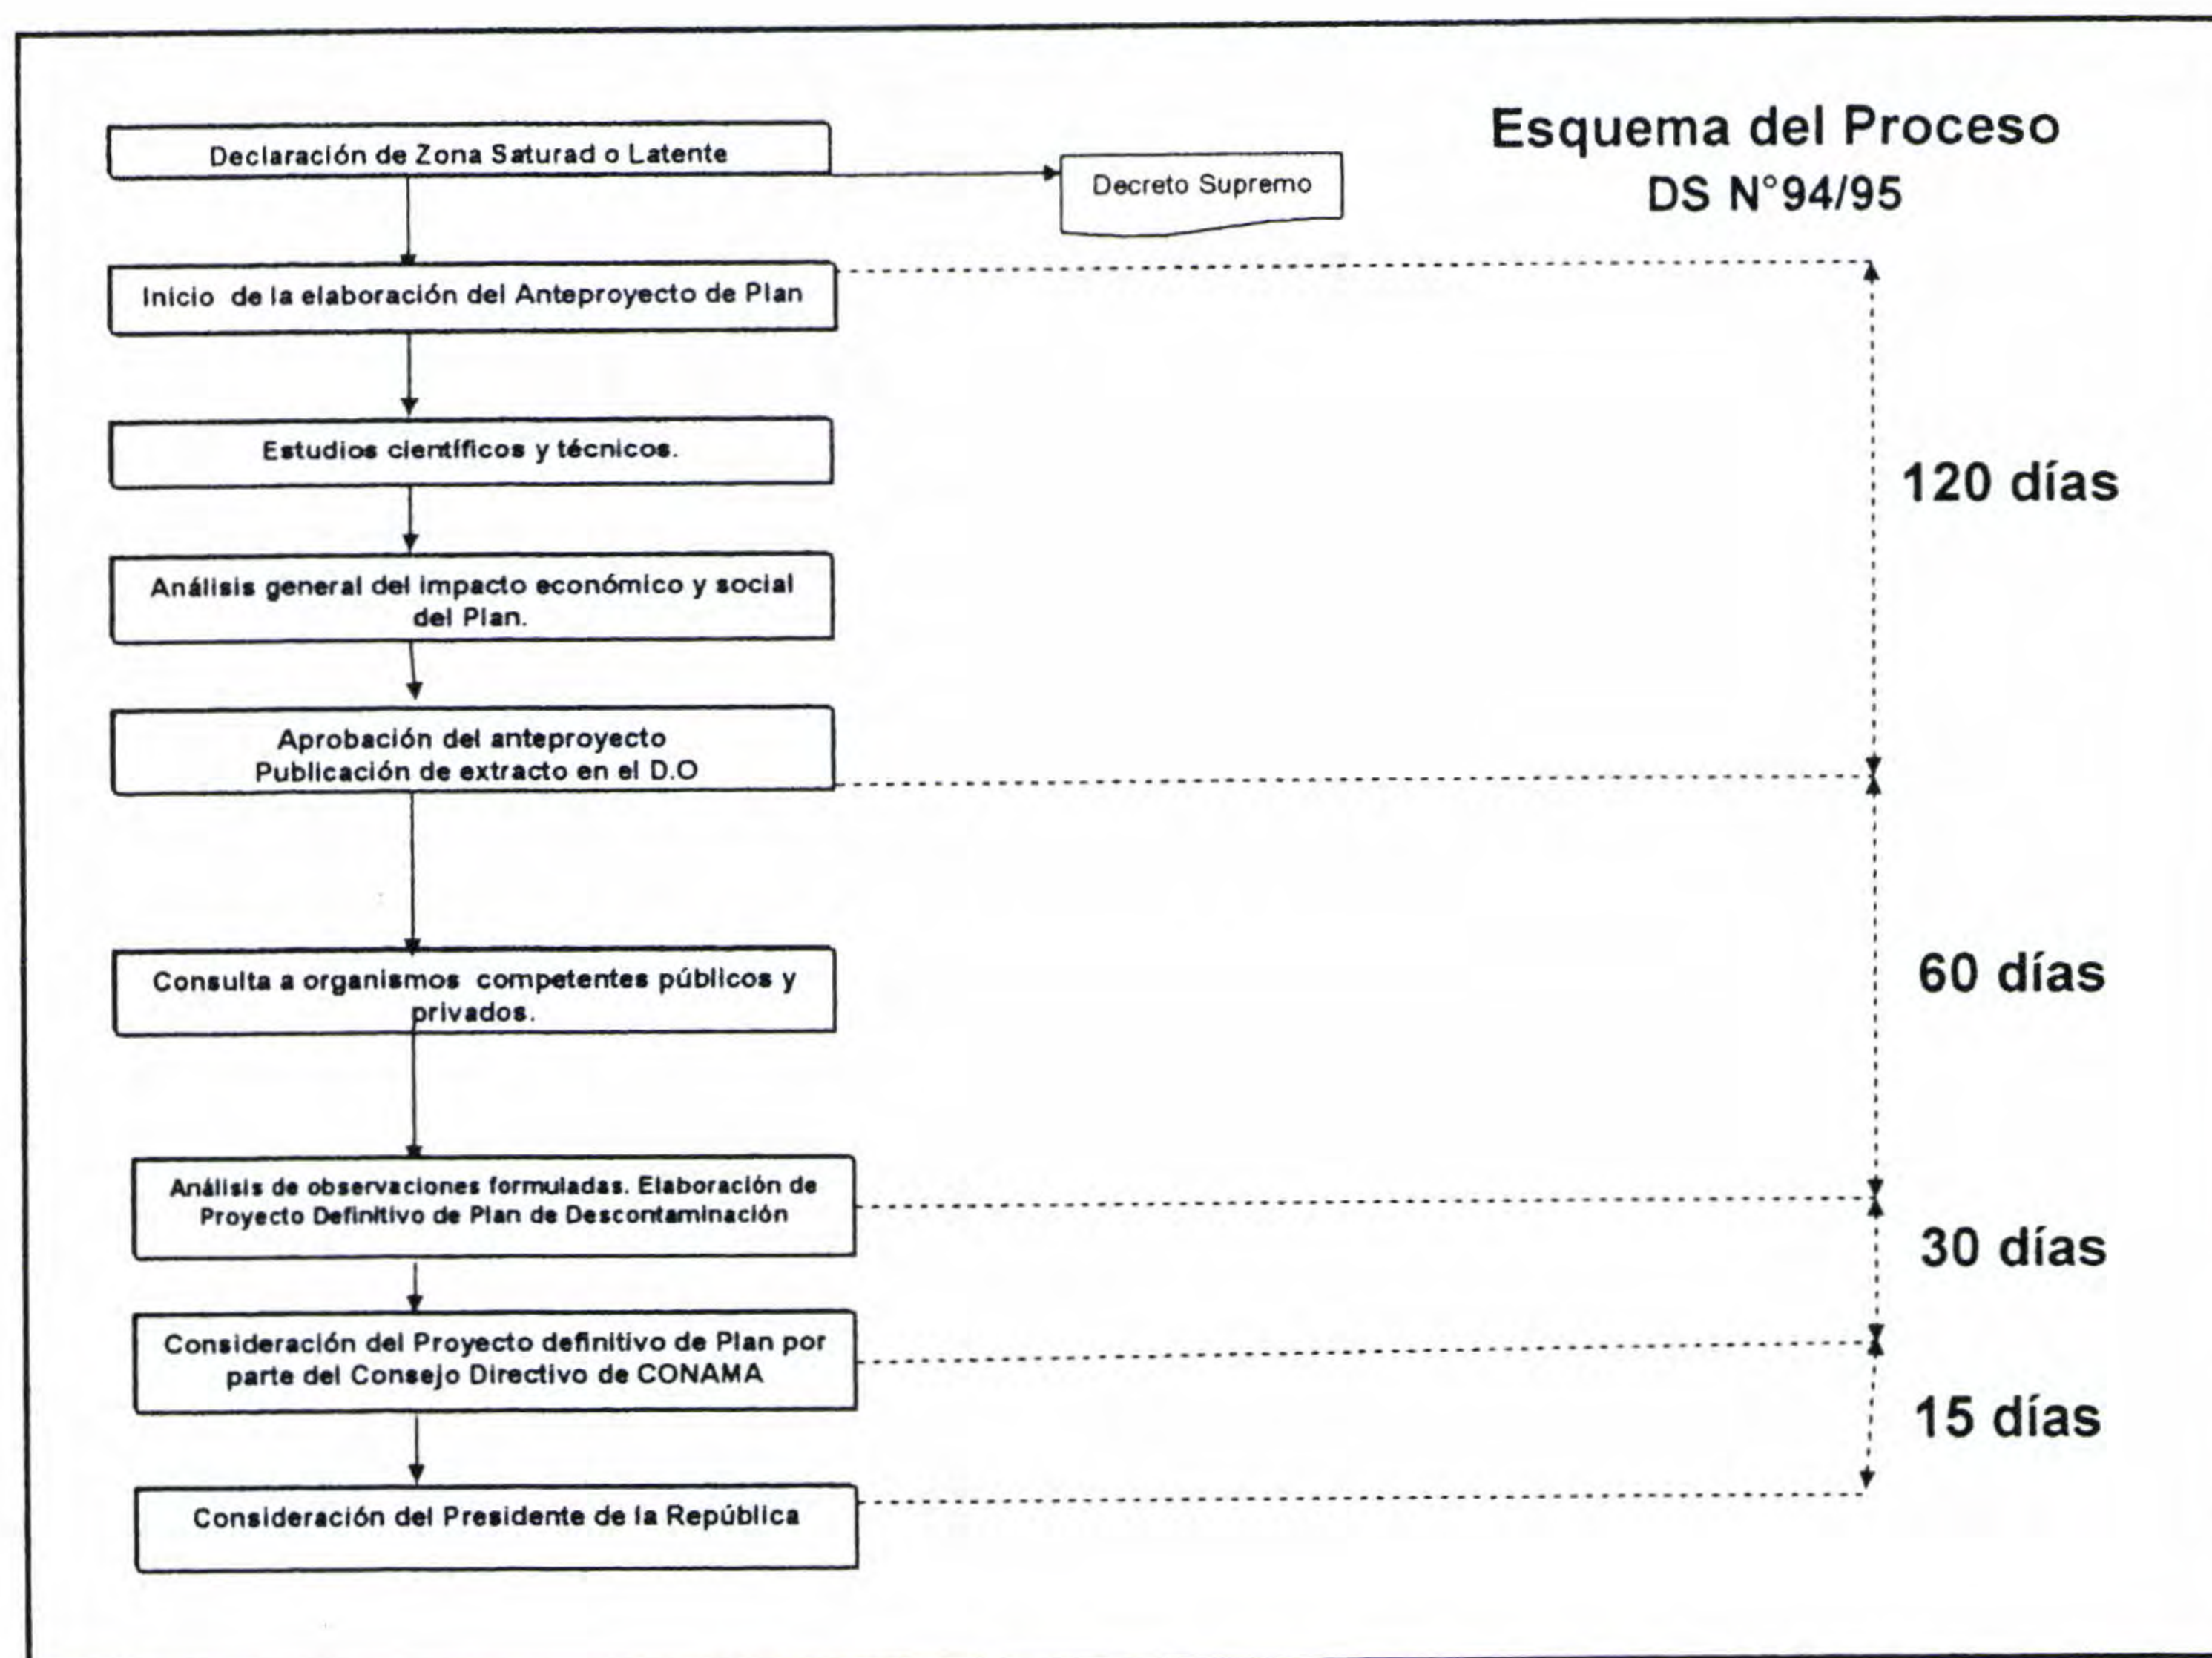 Esquema del Proceso
DS N°94/95
Declaración de Zona Saturad o Latente
Decreto Supremo
Inicio de la elaboración del Anteproyecto de Plan
Estudios científicos y técnicos.
120 días
Análisis general del impacto económico y social
del Plan.
Aprobación del anteproyecto
Publicación de extracto en el D.O
Consulta a organismos competentes públicos y
privados.
60 días
Análisis de observaciones formuladas. Elaboración de
Proyecto Definitivo de Plan de Descontaminación
30 días
Consideración del Proyecto definitivo de Plan por
parte del Consejo Directivo de CONAMA
15 días
Consideración del Presidente de la República